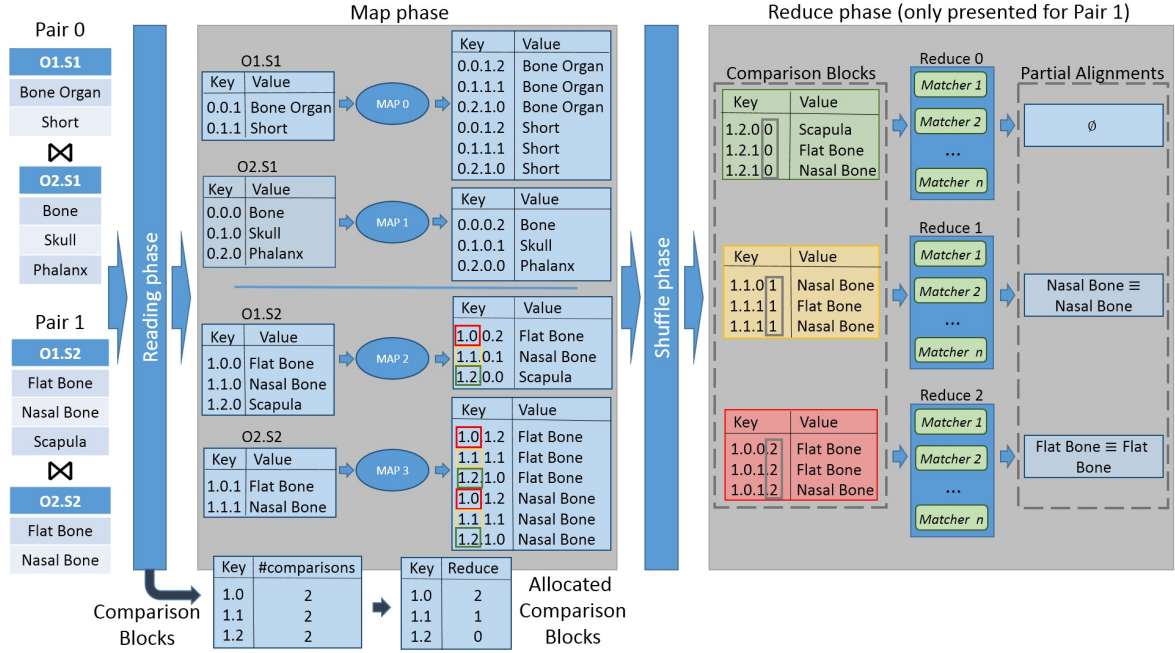 Pair 0
O1.S1
Bone Organ
Short
⋈
O2.S1
Bone
Skull
Phalanx
Pair 1
O1.S2
Flat Bone
Nasal Bone
Scapula
⋈
O2.S2
Flat Bone
Nasal Bone
Reading phase
Map phase
O1.S1
Key Value
0.0.1 Bone Organ
0.1.1 Short
MAP 0
Key Value
0.0.1.2 Bone Organ
0.1.1.1 Bone Organ
0.2.1.0 Bone Organ
0.0.1.2 Short
0.1.1.1 Short
0.2.1.0 Short
O2.S1
Key Value
0.0.0 Bone
0.1.0 Skull
0.2.0 Phalanx
MAP 1
Key Value
0.0.0.2 Bone
0.1.0.1 Skull
0.2.0.0 Phalanx
O1.S2
Key Value
1.0.0 Flat Bone
1.1.0 Nasal Bone
1.2.0 Scapula
MAP 2
Key Value
1.0.0.2 Flat Bone
1.1.0.1 Nasal Bone
1.2.0.0 Scapula
O2.S2
Key Value
1.0.1 Flat Bone
1.1.1 Nasal Bone
MAP 3
Key Value
1.0.1.2 Flat Bone
1.1.1.1 Flat Bone
1.2.1.0 Flat Bone
1.0.1.2 Nasal Bone
1.1.1.1 Nasal Bone
1.2.1.0 Nasal Bone
Comparison
Blocks
Key #comparisons
1.0 2
1.1 2
1.2 2
Key Reduce
1.0 2
1.1 1
1.2 0
Allocated
Comparison
Blocks
Shuffle phase
Reduce phase (only presented for Pair 1)
Comparison Blocks
Key Value
1.2.0 0 Scapula
1.2.1 0 Flat Bone
1.2.1 0 Nasal Bone
Reduce 0
Matcher 1
Matcher 2
...
Matcher n
Partial Alignments
∅
Key Value
1.1.0 1 Nasal Bone
1.1.1 1 Flat Bone
1.1.1 1 Nasal Bone
Reduce 1
Matcher 1
Matcher 2
...
Matcher n
Nasal Bone ≡
Nasal Bone
Key Value
1.0.0.2 Flat Bone
1.0.1.2 Flat Bone
1.0.1.2 Nasal Bone
Reduce 2
Matcher 1
Matcher 2
...
Matcher n
Flat Bone ≡ Flat
Bone